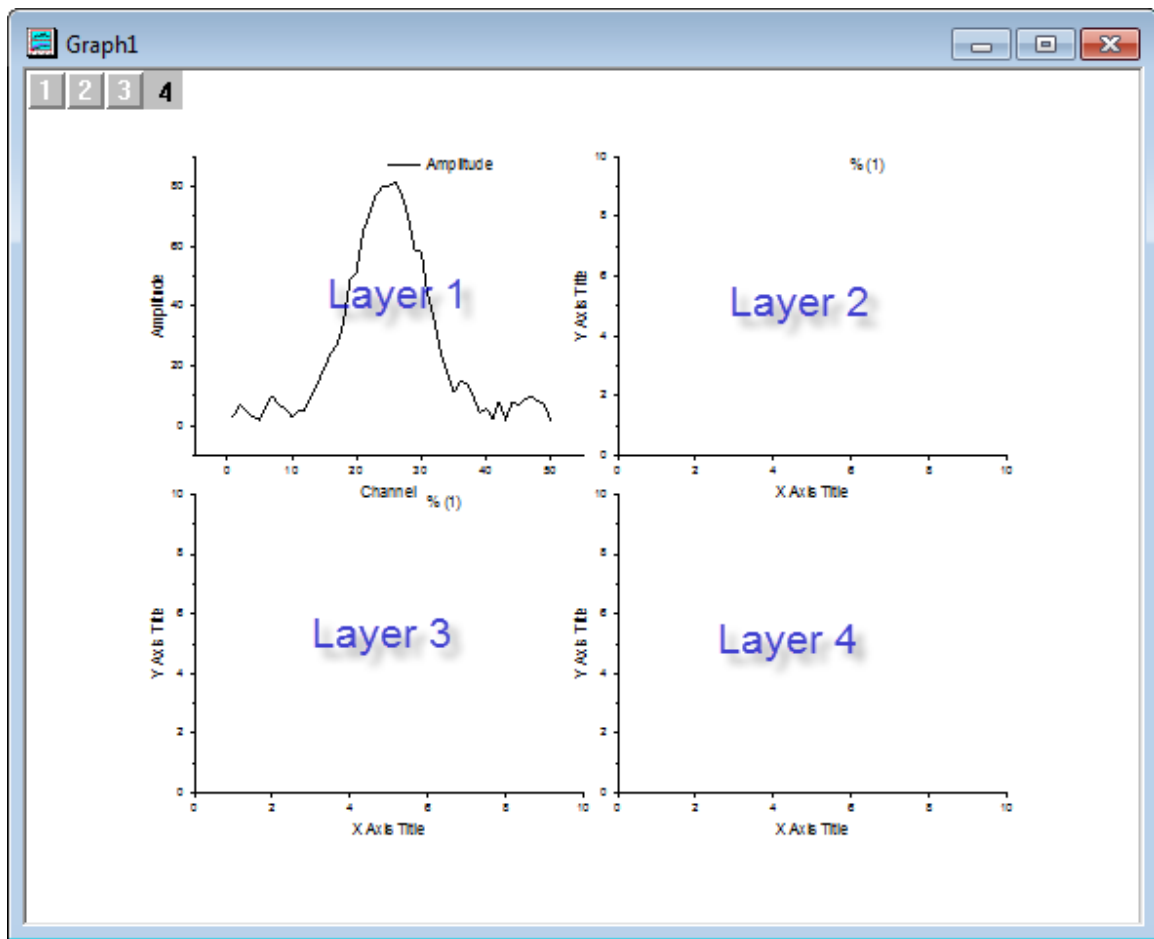 Graph1
1 2 3 4
Amplitude
80
60
40
20
0
Amplitude
Layer 1
0 10 20 30 40 50
Channel
% (1)
10
8
6
4
2
0
Y Axis Title
Layer 2
0 2 4 6 8 10
X Axis Title
% (1)
10
8
6
4
2
0
Y Axis Title
Layer 3
0 2 4 6 8 10
X Axis Title
10
8
6
4
2
0
Y Axis Title
Layer 4
0 2 4 6 8 10
X Axis Title